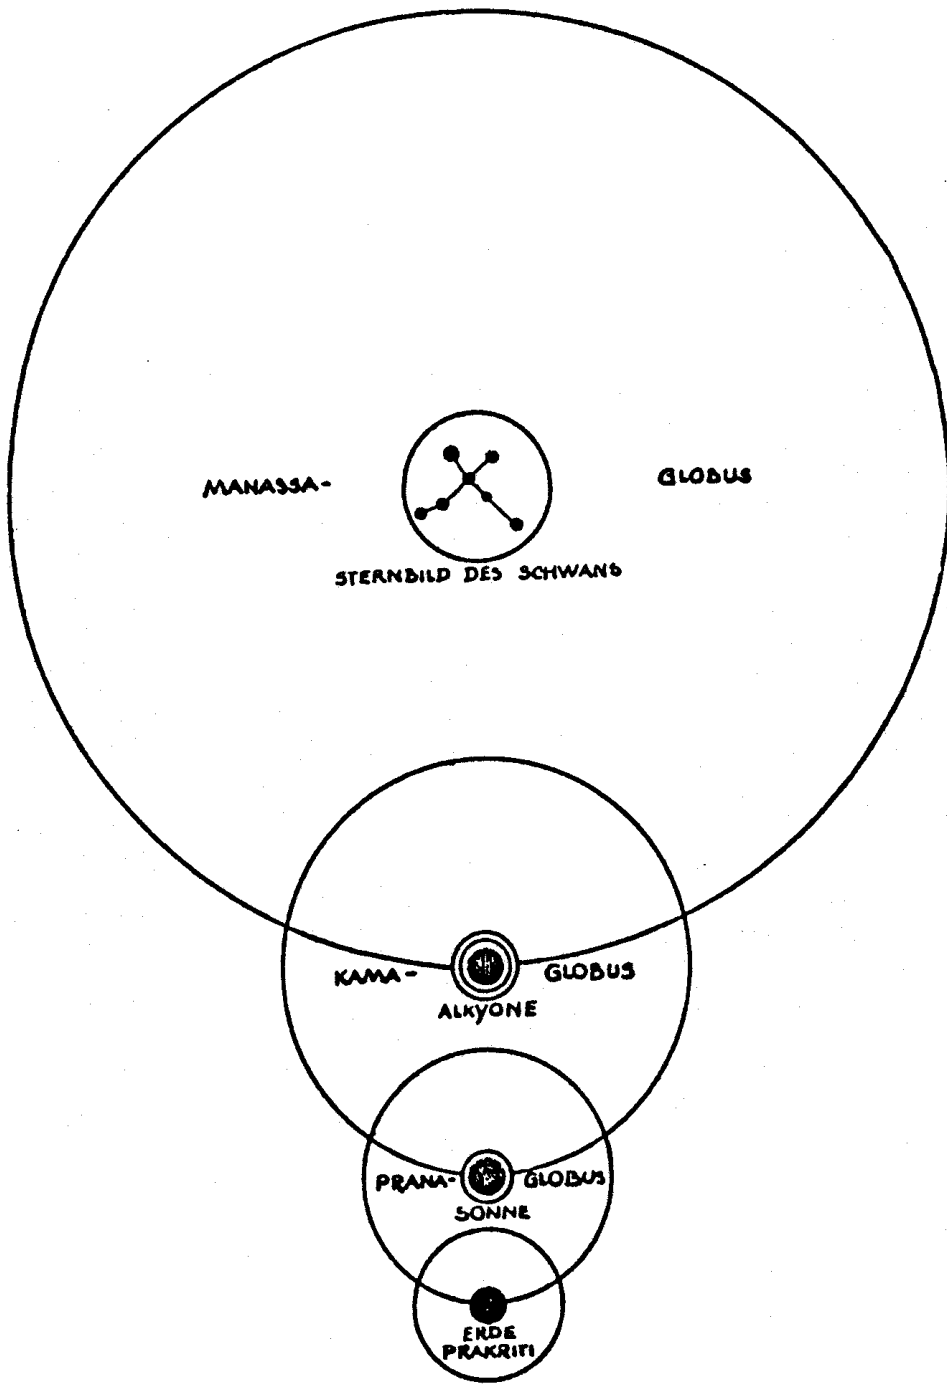 MANASSA- GLOBUS
STERNBILD DES SCHWANS
KAMA- GLOBUS
ALKYONE
PRANA- GLOBUS
SONNE
ERDE
PRAKRITI